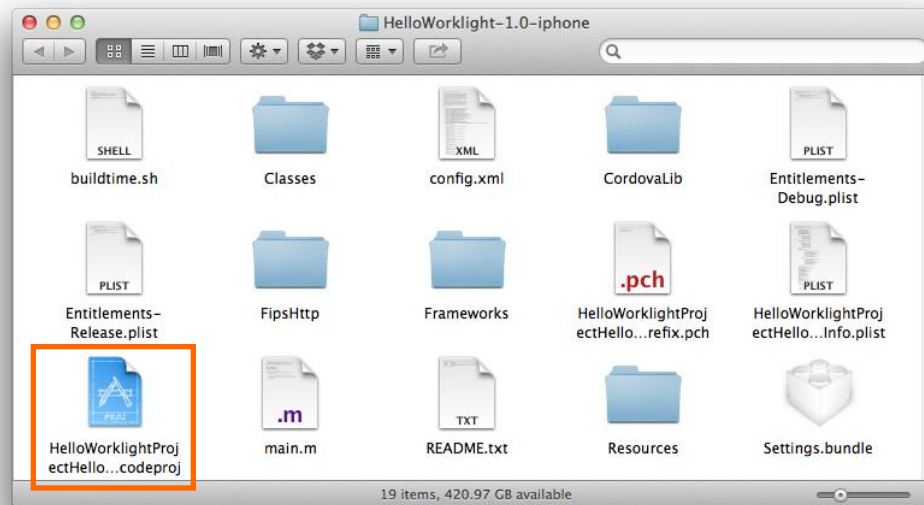 HelloWorklight-1.0-iphone
SHELL
XML
PLIST
buildtime.sh
Classes
config.xml
CordovaLib
Entitlements-
Debug.plist
PLIST
.pch
PLIST
Entitlements-
Release.plist
FipsHttp
Frameworks
HelloWorklightProj
ectHello...refix.pch
HelloWorklightProj
ectHello...Info.plist
PROJ
.m
TXT
HelloWorklightProj
ectHello...codeproj
main.m
README.txt
Resources
Settings.bundle
19 items, 420.97 GB available